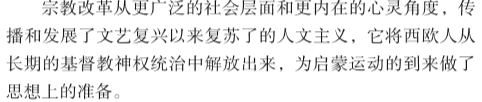 宗教改革从更广泛的社会层面和更内在的心灵角度，传
播和发展了文艺复兴以来复苏了的人文主义，它将西欧人从
长期的基督教神权统治中解放出来，为启蒙运动的到来做了
思想上的准备。